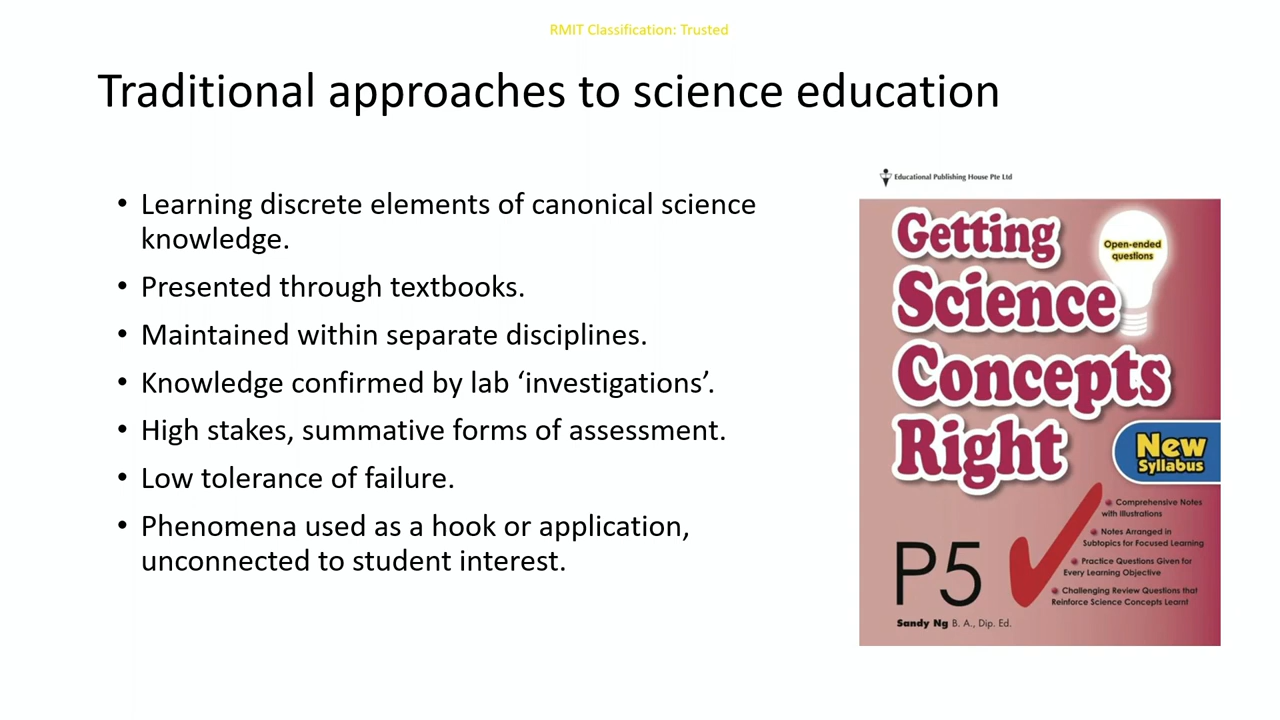 RMIT Classification: Trusted
Traditional approaches to science education
• Learning discrete elements of canonical science
knowledge.
• Presented through textbooks.
• Maintained within separate disciplines.
• Knowledge confirmed by lab ‘investigations’.
• High stakes, summative forms of assessment.
• Low tolerance of failure.
• Phenomena used as a hook or application,
unconnected to student interest.
Educational Publishing House Pte Ltd
Getting
Open-ended
questions
Science
Concepts
Right
New
Syllabus
Comprehensive Notes
with Illustrations
Notes Arranged in
Subtopics for Focused Learning
Practice Questions Given for
Every Learning Objective
Challenging Review Questions that
Reinforce Science Concepts Learnt
P5
Sandy Ng B. A., Dip. Ed.